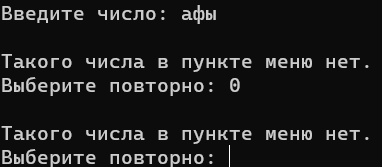 Введите число: афы
Такого числа в пункте меню нет.
Выберите повторно: 0
Такого числа в пункте меню нет.
Выберите повторно: